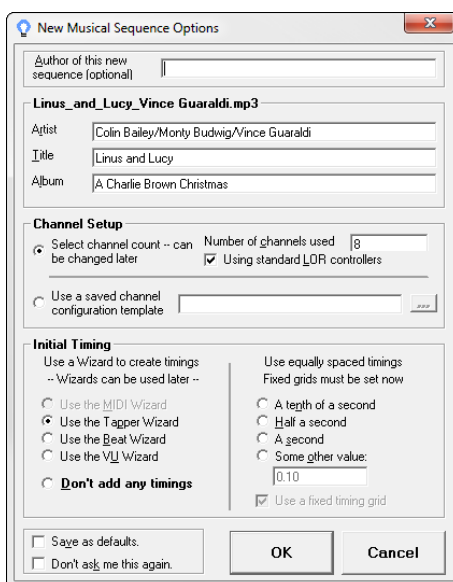 New Musical Sequence Options
Author of this new
sequence (optional)
Linus_and_Lucy_Vince Guaraldi.mp3
Artist
Colin Bailey/Monty Budwig/Vince Guaraldi
Title
Linus and Lucy
Album
A Charlie Brown Christmas
Channel Setup
Select channel count -- can
be changed later
Number of channels used
8
Using standard LOR controllers
Use a saved channel
configuration template
...
Initial Timing
Use a Wizard to create timings
-- Wizards can be used later --
Use the MIDI Wizard
Use the Tapper Wizard
Use the Beat Wizard
Use the VU Wizard
Don't add any timings
Use equally spaced timings
Fixed grids must be set now
A tenth of a second
Half a second
A second
Some other value:
0.10
Use a fixed timing grid
Save as defaults.
Don't ask me this again.
OK
Cancel